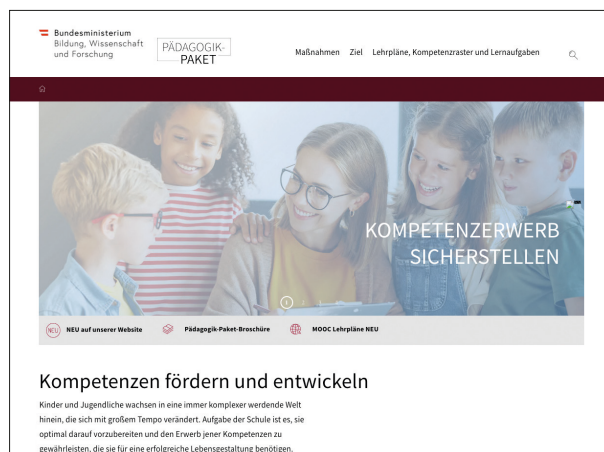 Bundesministerium
Bildung, Wissenschaft
und Forschung
PÄDAGOGIK-
PAKET
Maßnahmen Ziel Lehrpläne, Kompetenzraster und Lernaufgaben
KOMPETENZERWERB
SICHERSTELLEN
NEU NEU auf unserer Website Pädagogik-Paket-Broschüre MOOC Lehrpläne NEU
Kompetenzen fördern und entwickeln
Kinder und Jugendliche wachsen in eine immer komplexer werdende Welt
hinein, die sich mit großem Tempo verändert. Aufgabe der Schule ist es, sie
optimal darauf vorzubereiten und den Erwerb jener Kompetenzen zu
gewährleisten, die sie für eine erfolgreiche Lebensgestaltung benötigen.